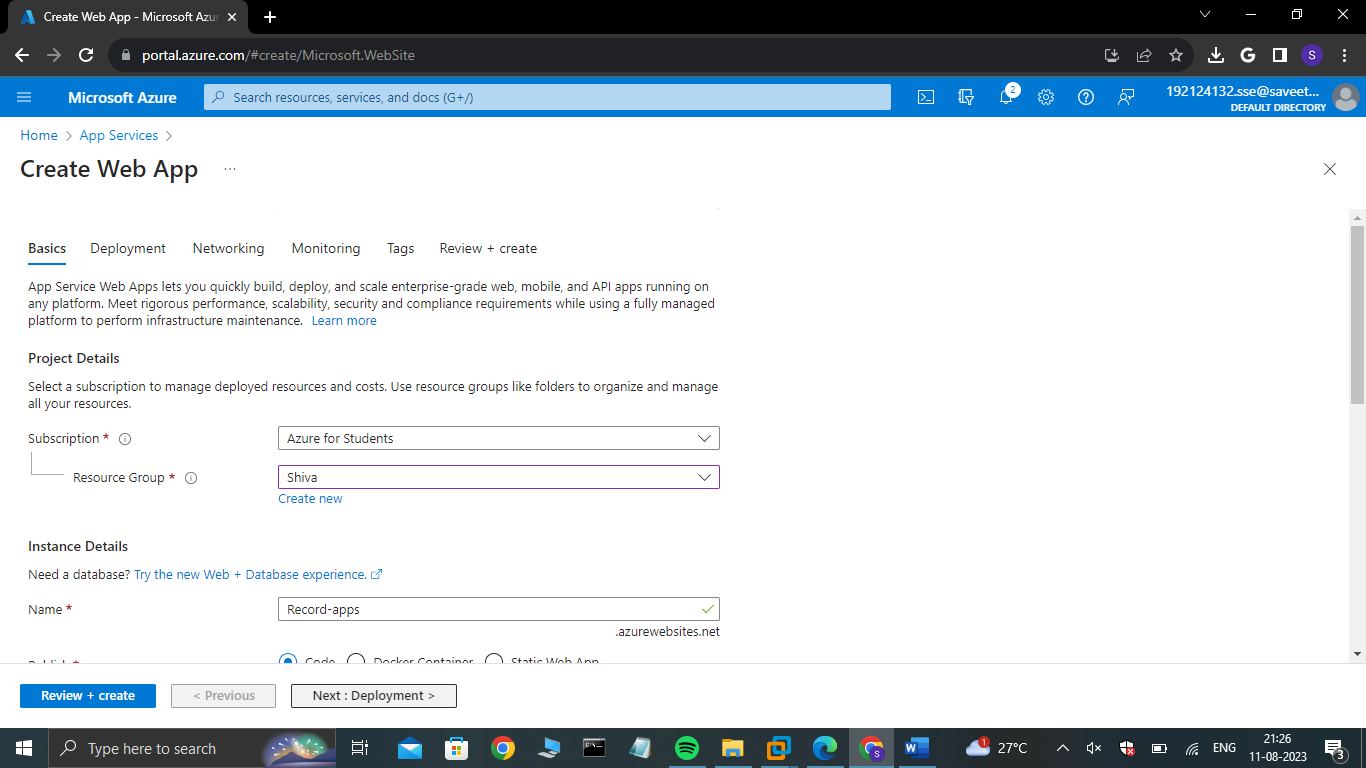 Create Web App - Microsoft Azur
portal.azure.com/#create/Microsoft.WebSite
G
S
Microsoft Azure
Search resources, services, and docs (G+/)
2
192124132.sse@saveet...
DEFAULT DIRECTORY
Home > App Services >
Create Web App ...
Basics Deployment Networking Monitoring Tags Review + create
App Service Web Apps lets you quickly build, deploy, and scale enterprise-grade web, mobile, and API apps running on
any platform. Meet rigorous performance, scalability, security and compliance requirements while using a fully managed
platform to perform infrastructure maintenance. Learn more
Project Details
Select a subscription to manage deployed resources and costs. Use resource groups like folders to organize and manage
all your resources.
Subscription *
Azure for Students
Resource Group *
Shiva
Create new
Instance Details
Need a database? Try the new Web + Database experience.
Name *
Record-apps
.azurewebsites.net
Publish * Code Docker Container Static Web App
Review + create < Previous Next : Deployment >
Type here to search
1
27°C
ENG
21:26
11-08-2023
3